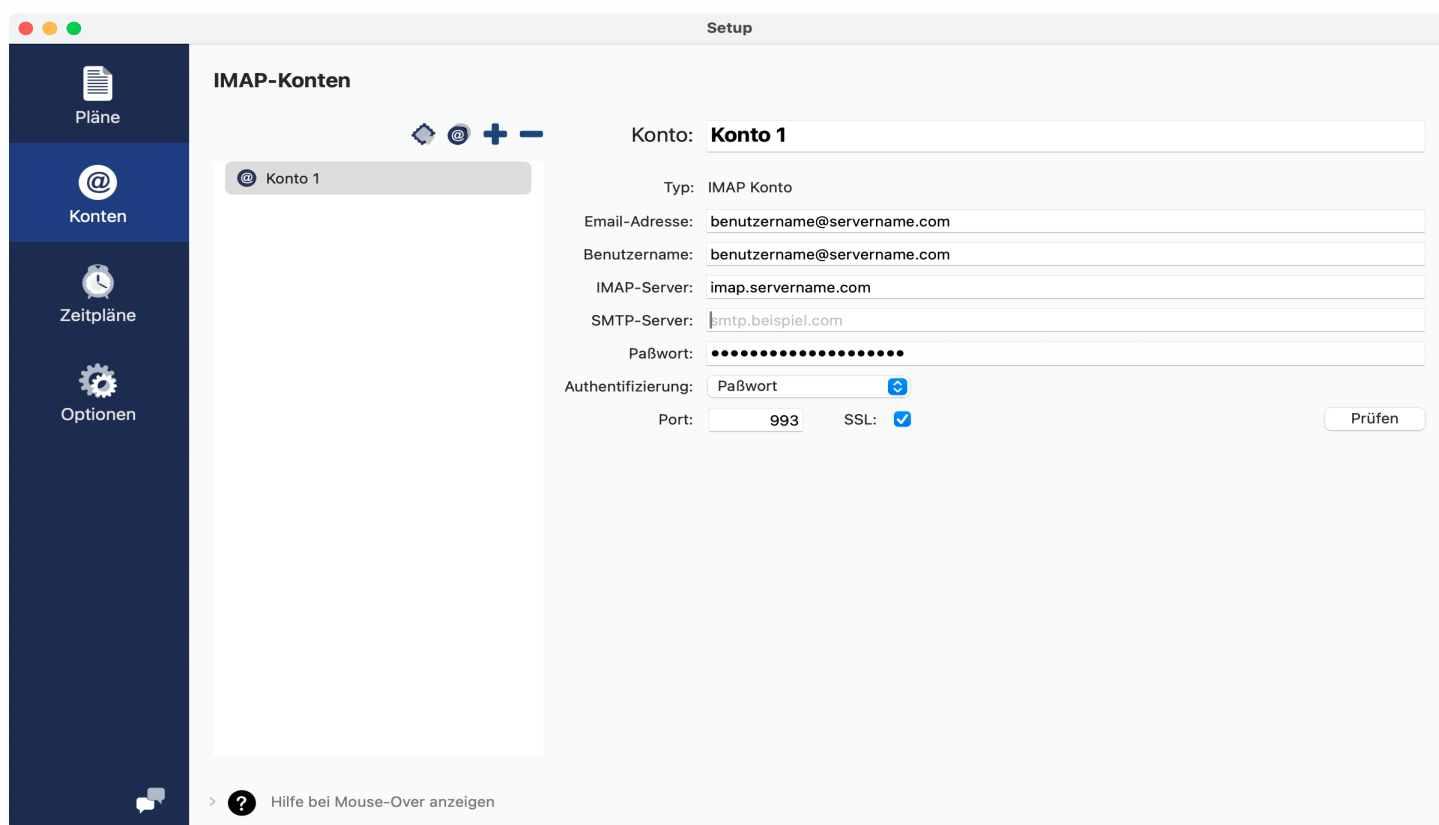 Setup
Pläne
Konten
Zeitpläne
Optionen
IMAP-Konten
@ Konto 1
Konto: Konto 1
Typ: IMAP Konto
Email-Adresse: benutzername@servername.com
Benutzername: benutzername@servername.com
IMAP-Server: imap.servername.com
SMTP-Server: smtp.beispiel.com
Paßwort: ••••••••••••••••••••
Authentifizierung: Paßwort
Port: 993 SSL:
Prüfen
? Hilfe bei Mouse-Over anzeigen